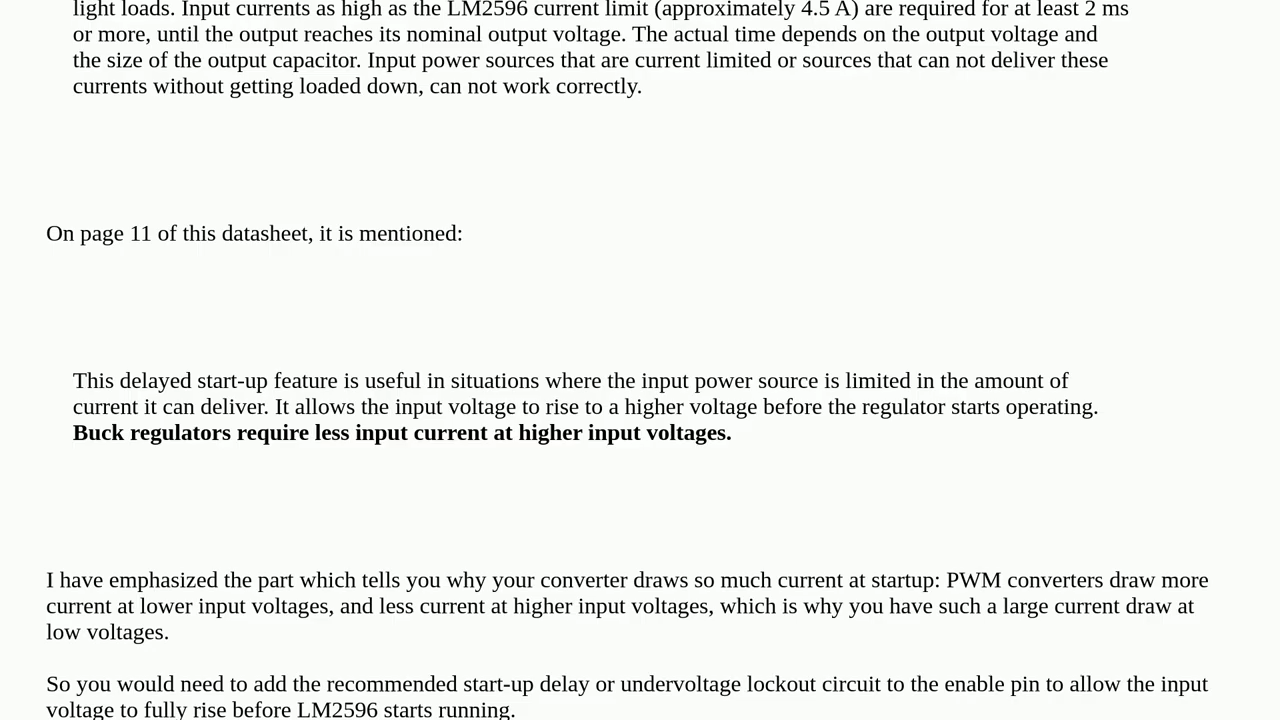 light loads. Input currents as high as the LM2596 current limit (approximately 4.5 A) are required for at least 2 ms
or more, until the output reaches its nominal output voltage. The actual time depends on the output voltage and
the size of the output capacitor. Input power sources that are current limited or sources that can not deliver these
currents without getting loaded down, can not work correctly.
On page 11 of this datasheet, it is mentioned:
This delayed start-up feature is useful in situations where the input power source is limited in the amount of
current it can deliver. It allows the input voltage to rise to a higher voltage before the regulator starts operating.
Buck regulators require less input current at higher input voltages.
I have emphasized the part which tells you why your converter draws so much current at startup: PWM converters draw more
current at lower input voltages, and less current at higher input voltages, which is why you have such a large current draw at
low voltages.
So you would need to add the recommended start-up delay or undervoltage lockout circuit to the enable pin to allow the input
voltage to fully rise before LM2596 starts running.